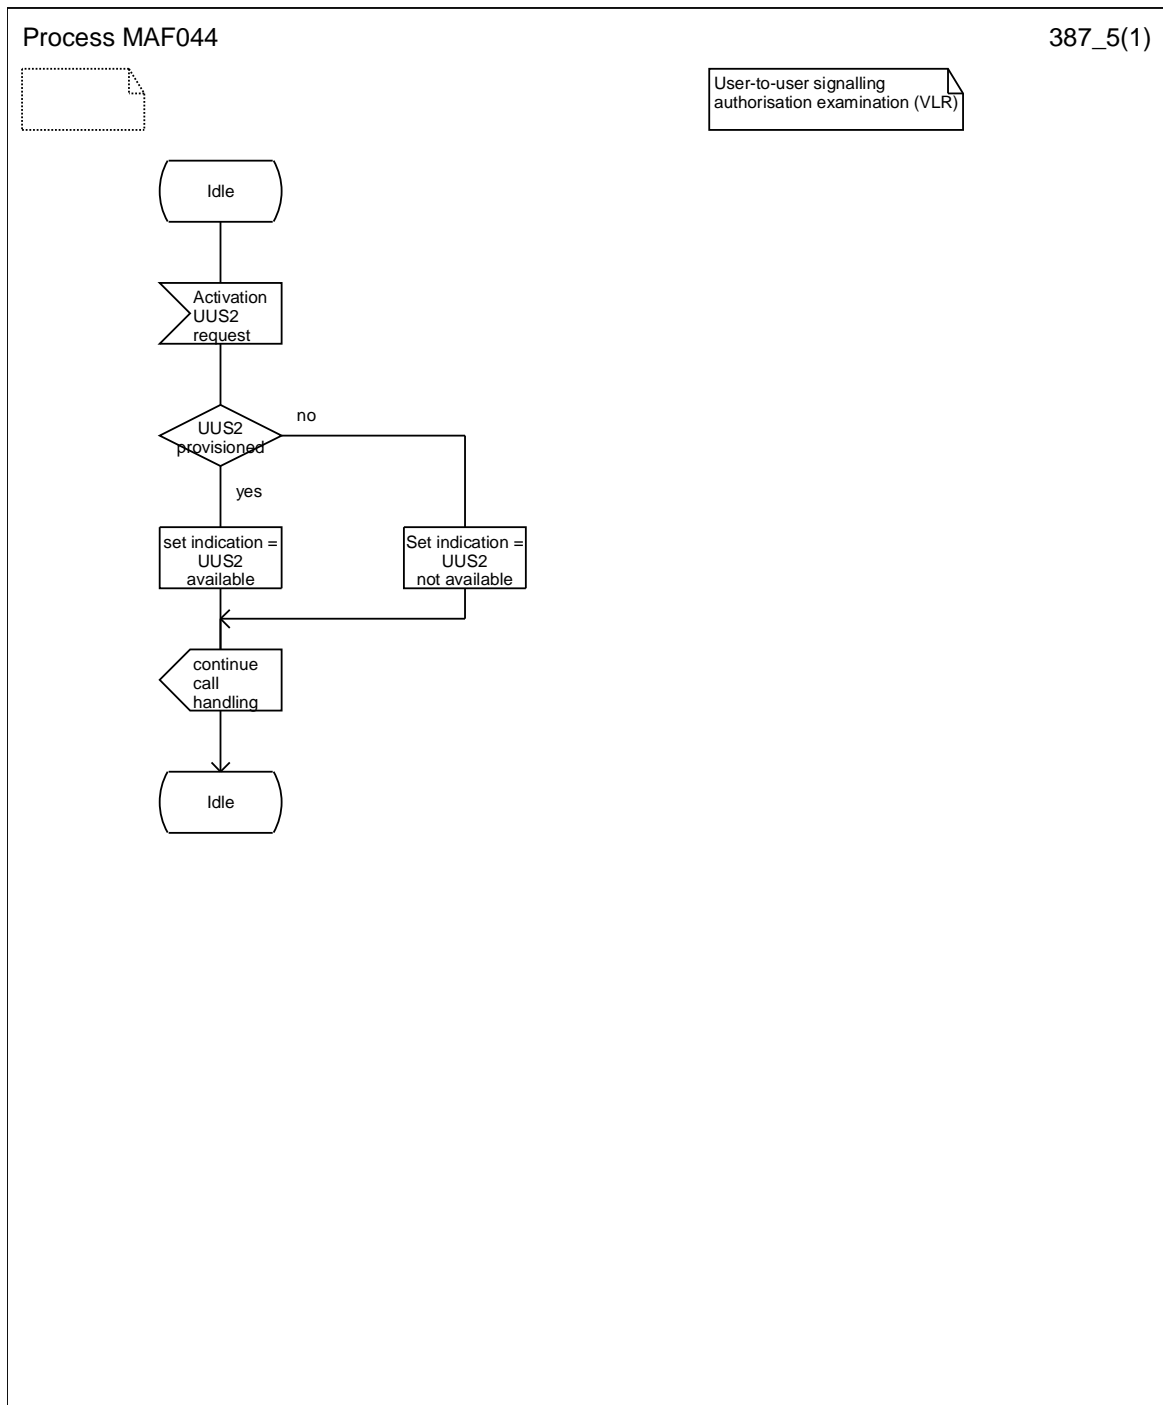 Process MAF044
387_5(1)
User-to-user signalling
authorisation examination (VLR)
Idle
Activation
UUS2
request
UUS2
provisioned
no
yes
set indication =
UUS2
available
Set indication =
UUS2
not available
continue
call
handling
Idle